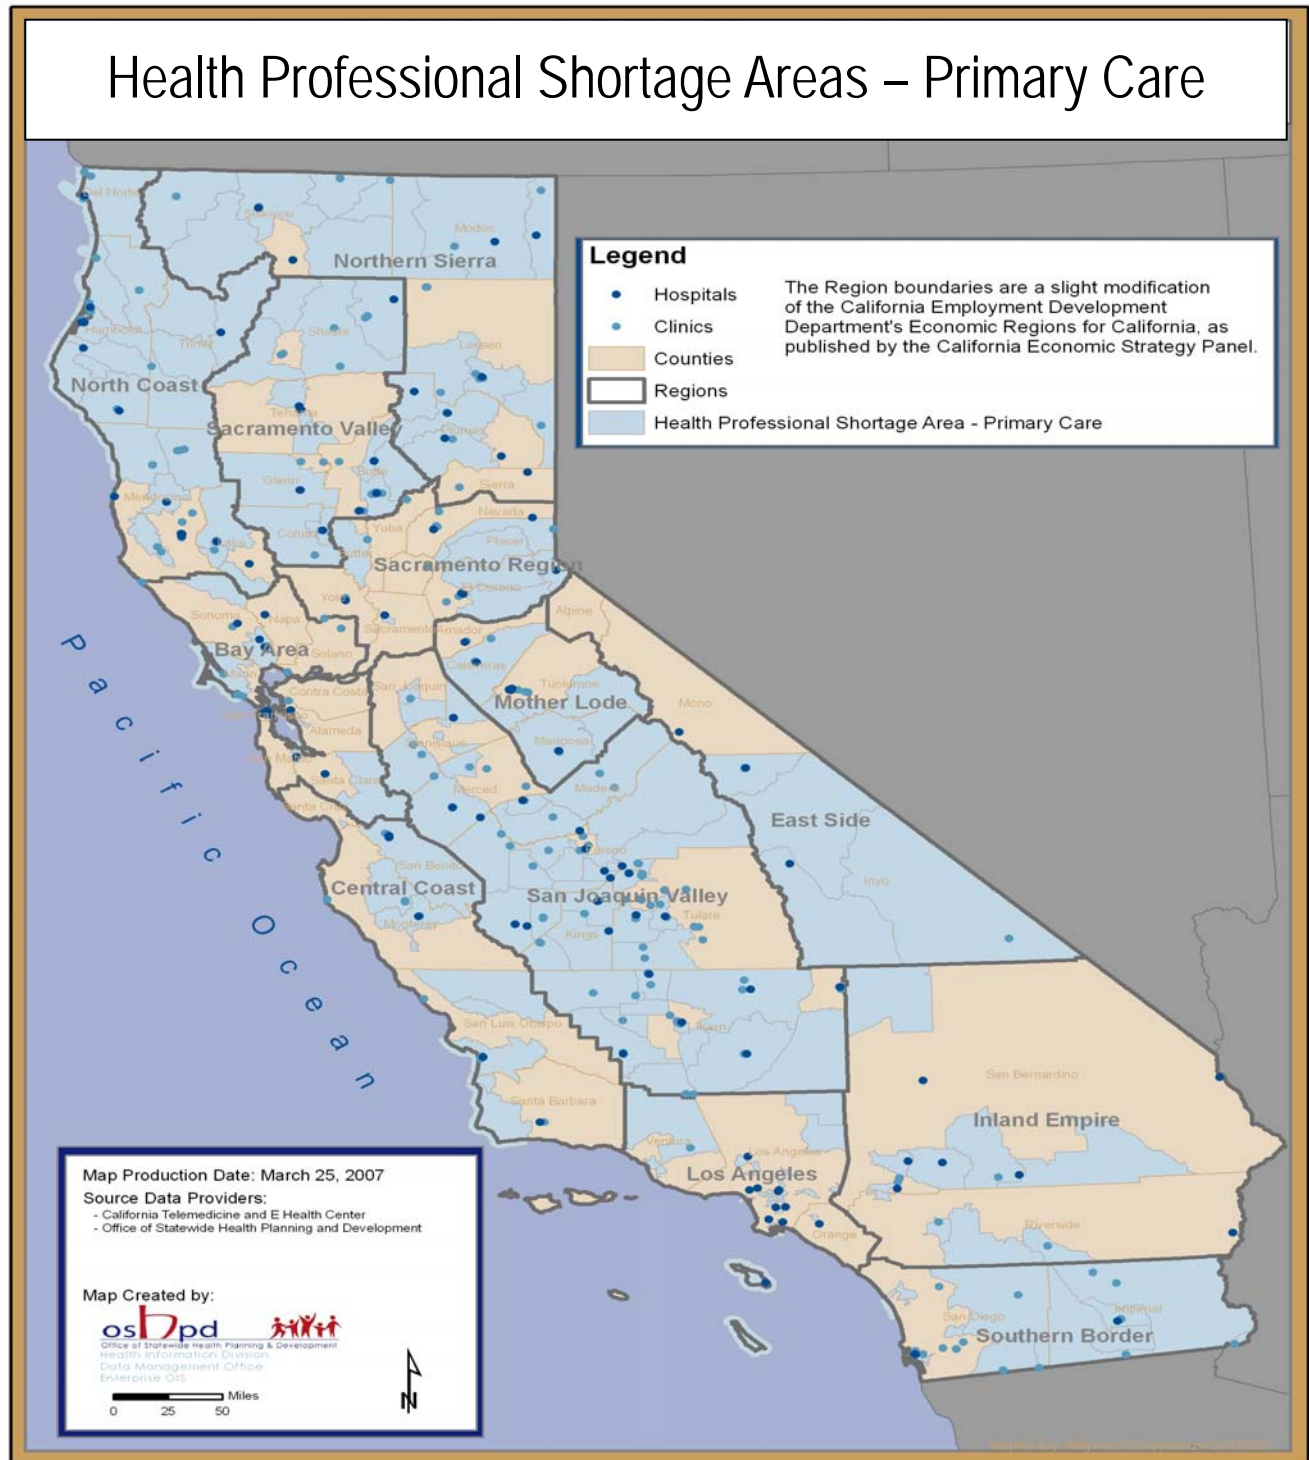 Health Professional Shortage Areas – Primary Care
Del Norte
Siskiyou
Modoc
Northern Sierra
Legend
Hospitals
Clinics
Counties
Regions
Health Professional Shortage Area - Primary Care
The Region boundaries are a slight modification
of the California Employment Development
Department's Economic Regions for California, as
published by the California Economic Strategy Panel.
Humboldt
Trinity
Shasta
Lassen
North Coast
Tehama
Sacramento Valley
Plumas
Glenn
Butte
Sierra
Mendocino
Nevada
Colusa
Yuba
Lake
Sutter
Placer
Sacramento Region
El Dorado
Yolo
Alpine
Sonoma
Napa
Sacramento
Amador
Bay Area
Solano
Calaveras
Marin
Contra Costa
San Joaquin
Tuolumne
Mother Lode
Mono
San Francisco
Alameda
Stanislaus
Mariposa
San Mateo
Santa Clara
Merced
Madera
Santa Cruz
East Side
Fresno
San Benito
Central Coast
San Joaquin Valley
Inyo
Monterey
Tulare
Kings
Pacific Ocean
San Luis Obispo
Kern
San Bernardino
Santa Barbara
Inland Empire
Ventura
Los Angeles
Los Angeles
Orange
Riverside
San Diego
Imperial
Southern Border
Map Production Date: March 25, 2007
Source Data Providers:
- California Telemedicine and E Health Center
- Office of Statewide Health Planning and Development
Map Created by:
oshpd
Office of Statewide Health Planning & Development
Health Information Division
Data Management Office
Enterprise GIS
Miles
0 25 50
N